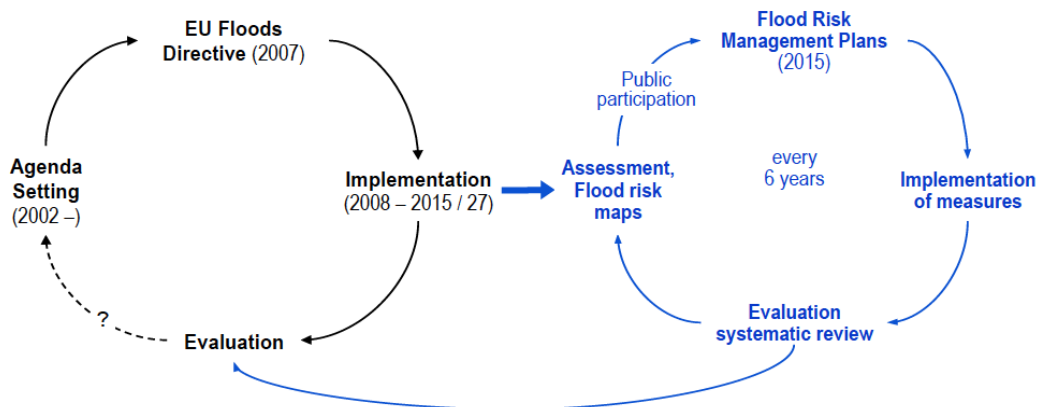 EU Floods
Directive (2007)
Agenda
Setting
(2002 –)
Implementation
(2008 – 2015 / 27)
?
Evaluation
Flood Risk
Management Plans
(2015)
Public
participation
every
6 years
Assessment,
Flood risk
maps
Implementation
of measures
Evaluation
systematic review